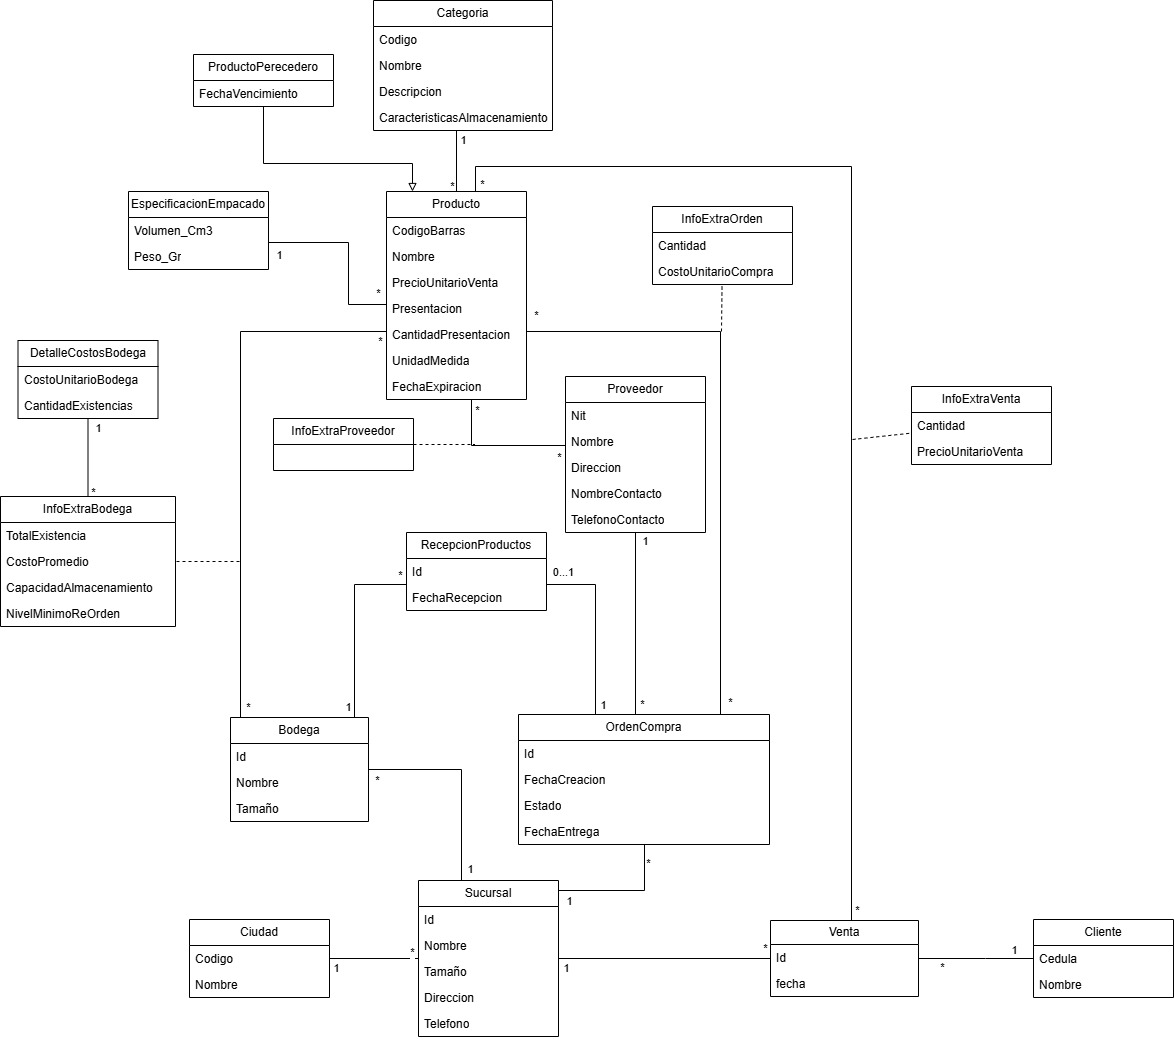 Categoria
Codigo
Nombre
Descripcion
CaracteristicasAlmacenamiento
1
*
ProductoPerecedero
FechaVencimiento
EspecificacionEmpacado
Volumen_Cm3
Peso_Gr
1
*
Producto
CodigoBarras
Nombre
PrecioUnitarioVenta
Presentacion
CantidadPresentacion
UnidadMedida
FechaExpiracion
*
*
*
*
InfoExtraOrden
Cantidad
CostoUnitarioCompra
DetalleCostosBodega
CostoUnitarioBodega
CantidadExistencias
1
*
InfoExtraProveedor
Proveedor
Nit
Nombre
Direccion
NombreContacto
TelefonoContacto
*
1
InfoExtraVenta
Cantidad
PrecioUnitarioVenta
InfoExtraBodega
TotalExistencia
CostoPromedio
CapacidadAlmacenamiento
NivelMinimoReOrden
RecepcionProductos
Id
FechaRecepcion
*
0...1
*
1
1
*
*
Bodega
Id
Nombre
Tamaño
*
OrdenCompra
Id
FechaCreacion
Estado
FechaEntrega
*
1
1
Sucursal
Id
Nombre
Tamaño
Direccion
Telefono
Ciudad
Codigo
Nombre
1
*
1
*
*
Venta
Id
fecha
*
1
Cliente
Cedula
Nombre